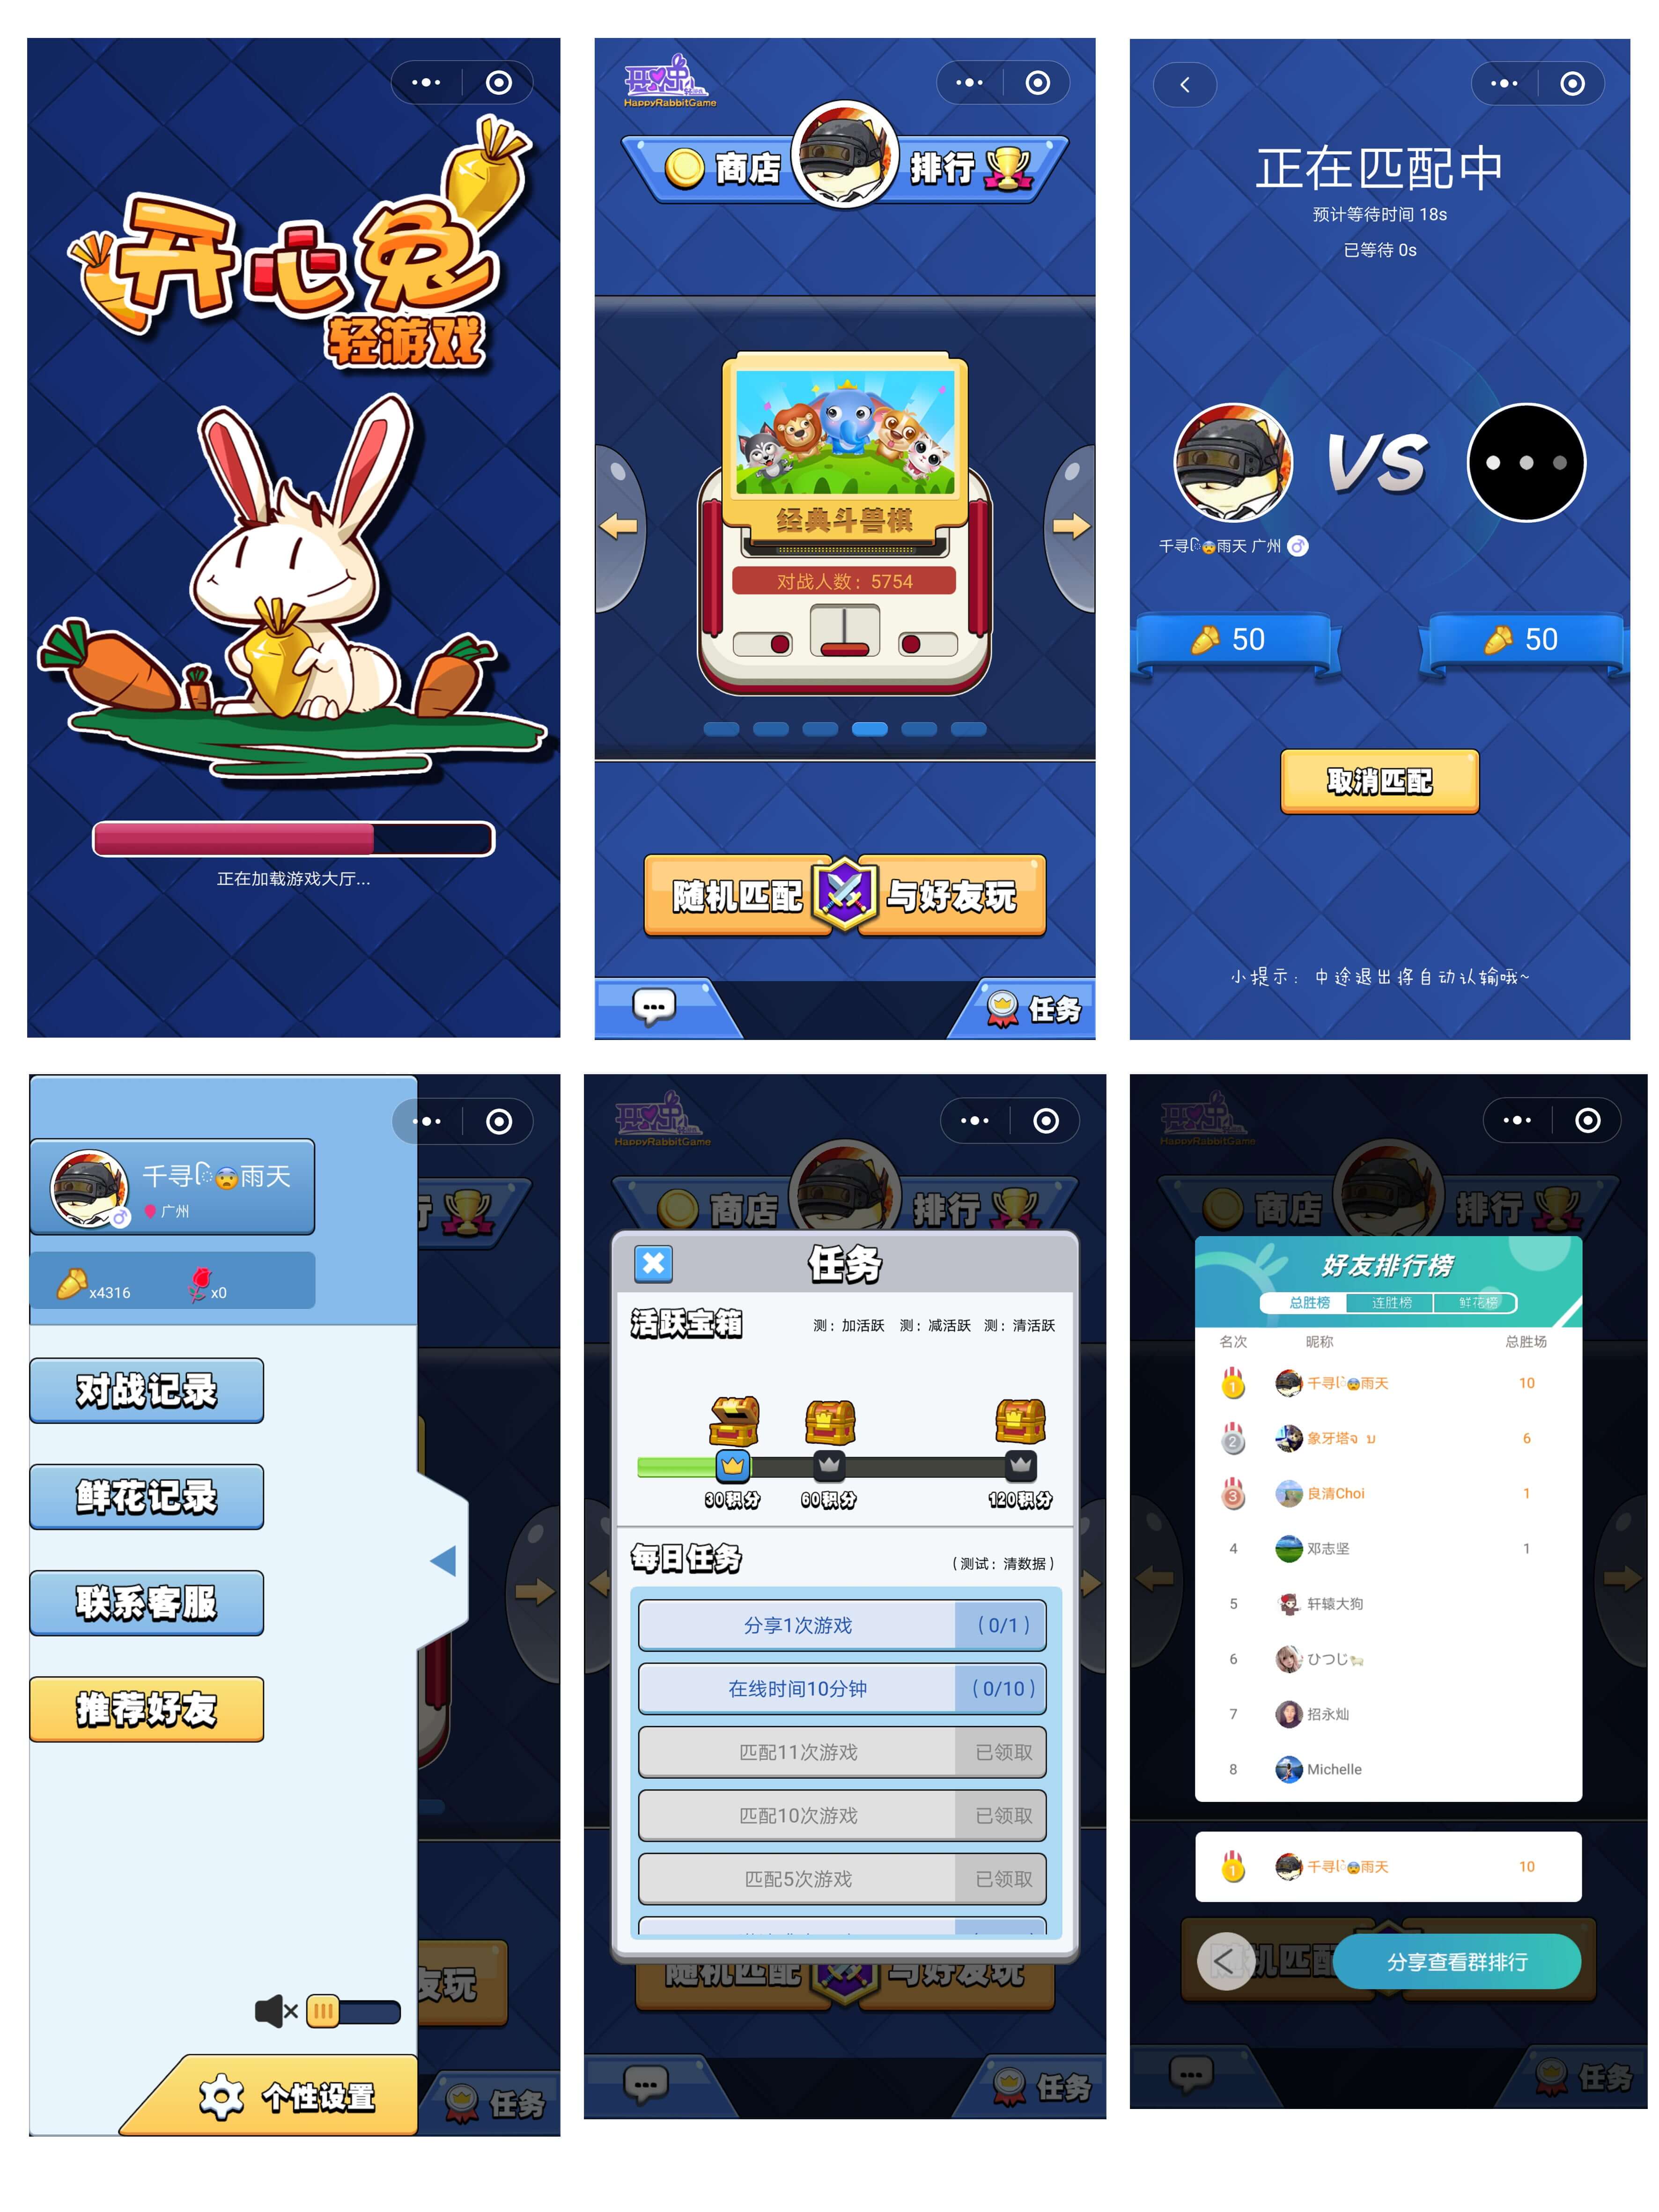 开心兔
轻游戏
正在加载游戏大厅...
HappyRabbitGame
商店
排行
经典斗兽棋
对战人数：5754
随机匹配
与好友玩
任务
正在匹配中
预计等待时间 18s
已等待 0s
VS
雨天 广州
50
50
取消匹配
小提示：中途退出将自动认输哦~
千寻
雨天
广州
x4316
x0
对战记录
鲜花记录
联系客服
推荐好友
个性设置
友玩
任务
HappyRabbitGame
商店
排行
任务
活跃宝箱
测：加活跃 测：减活跃 测：清活跃
30积分 60积分 120积分
每日任务
（测试：清数据）
分享1次游戏 （0/1）
在线时间10分钟 （0/10）
匹配11次游戏 已领取
匹配10次游戏 已领取
匹配5次游戏 已领取
随机匹配
与好友玩
任务
HappyRabbitGame
商店
排行
好友排行榜
总胜榜 连胜榜 鲜花榜
名次 昵称 总胜场
1 千寻 雨天 10
2 象牙塔 6
3 良清Choi 1
4 邓志坚 1
5 轩辕大狗
6 ひつじ
7 招永灿
8 Michelle
1 千寻 雨天 10
机匹配
分享查看群排行
任务